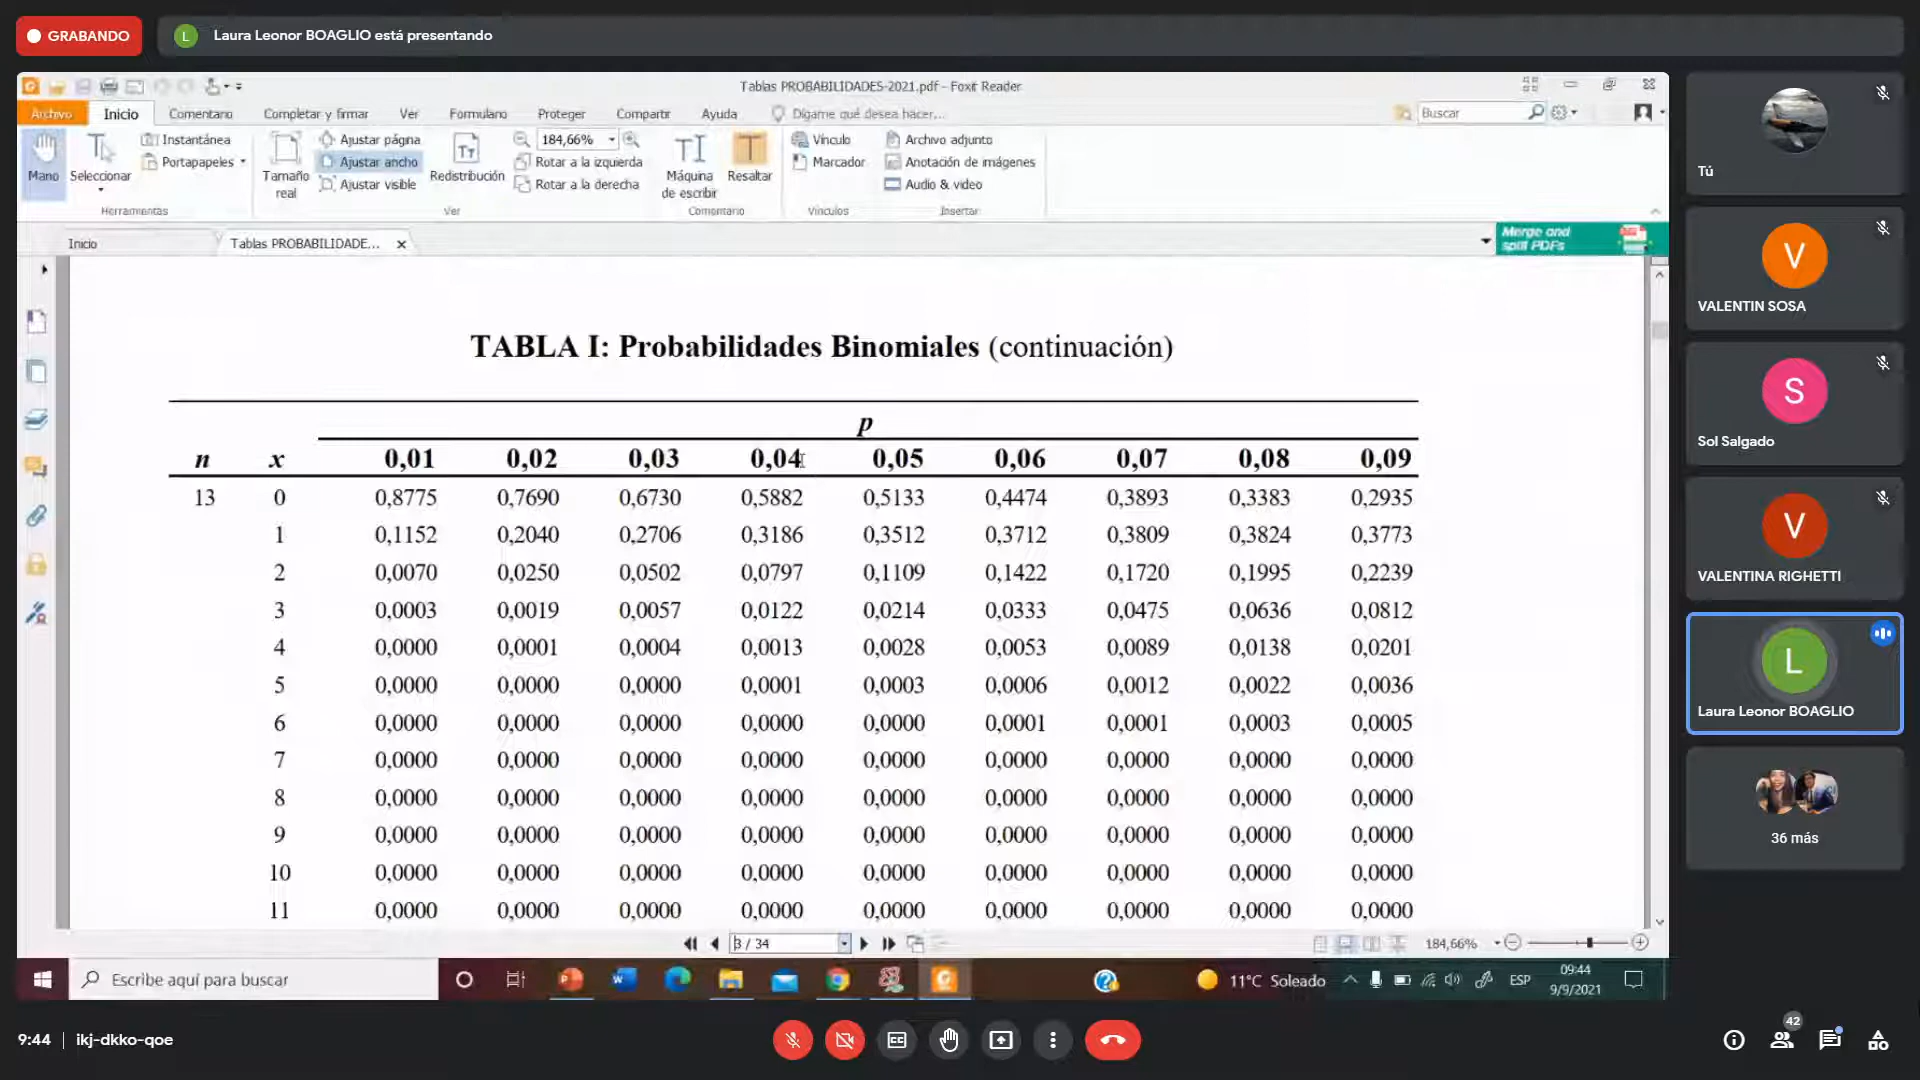 GRABANDO
L
Laura Leonor BOAGLIO está presentando
Tablas PROBABILIDADES-2021.pdf - Foxit Reader
Archivo
Inicio
Comentario
Completar y firmar
Ver
Formulario
Proteger
Compartir
Ayuda
Dígame qué desea hacer...
Buscar
Mano
Seleccionar
Instantánea
Portapapeles
Herramientas
Tamaño
real
Ajustar página
Ajustar ancho
Ajustar visible
Redistribución
184,66%
Rotar a la izquierda
Rotar a la derecha
Ver
Máquina
de escribir
Resaltar
Comentario
Vínculo
Marcador
Vínculos
Archivo adjunto
Anotación de imágenes
Audio & video
Insertar
Inicio
Tablas PROBABILIDADE...
Merge and
split PDFs
TABLA I: Probabilidades Binomiales (continuación)
p
n x 0,01 0,02 0,03 0,04 0,05 0,06 0,07 0,08 0,09
13 0 0,8775 0,7690 0,6730 0,5882 0,5133 0,4474 0,3893 0,3383 0,2935
1 0,1152 0,2040 0,2706 0,3186 0,3512 0,3712 0,3809 0,3824 0,3773
2 0,0070 0,0250 0,0502 0,0797 0,1109 0,1422 0,1720 0,1995 0,2239
3 0,0003 0,0019 0,0057 0,0122 0,0214 0,0333 0,0475 0,0636 0,0812
4 0,0000 0,0001 0,0004 0,0013 0,0028 0,0053 0,0089 0,0138 0,0201
5 0,0000 0,0000 0,0000 0,0001 0,0003 0,0006 0,0012 0,0022 0,0036
6 0,0000 0,0000 0,0000 0,0000 0,0000 0,0001 0,0001 0,0003 0,0005
7 0,0000 0,0000 0,0000 0,0000 0,0000 0,0000 0,0000 0,0000 0,0000
8 0,0000 0,0000 0,0000 0,0000 0,0000 0,0000 0,0000 0,0000 0,0000
9 0,0000 0,0000 0,0000 0,0000 0,0000 0,0000 0,0000 0,0000 0,0000
10 0,0000 0,0000 0,0000 0,0000 0,0000 0,0000 0,0000 0,0000 0,0000
11 0,0000 0,0000 0,0000 0,0000 0,0000 0,0000 0,0000 0,0000 0,0000
3 / 34
184,66%
Escribe aquí para buscar
11°C Soleado
ESP
09:44
9/9/2021
Tú
V
VALENTIN SOSA
S
Sol Salgado
V
VALENTINA RIGHETTI
L
Laura Leonor BOAGLIO
36 más
9:44 | ikj-dkko-qoe
42